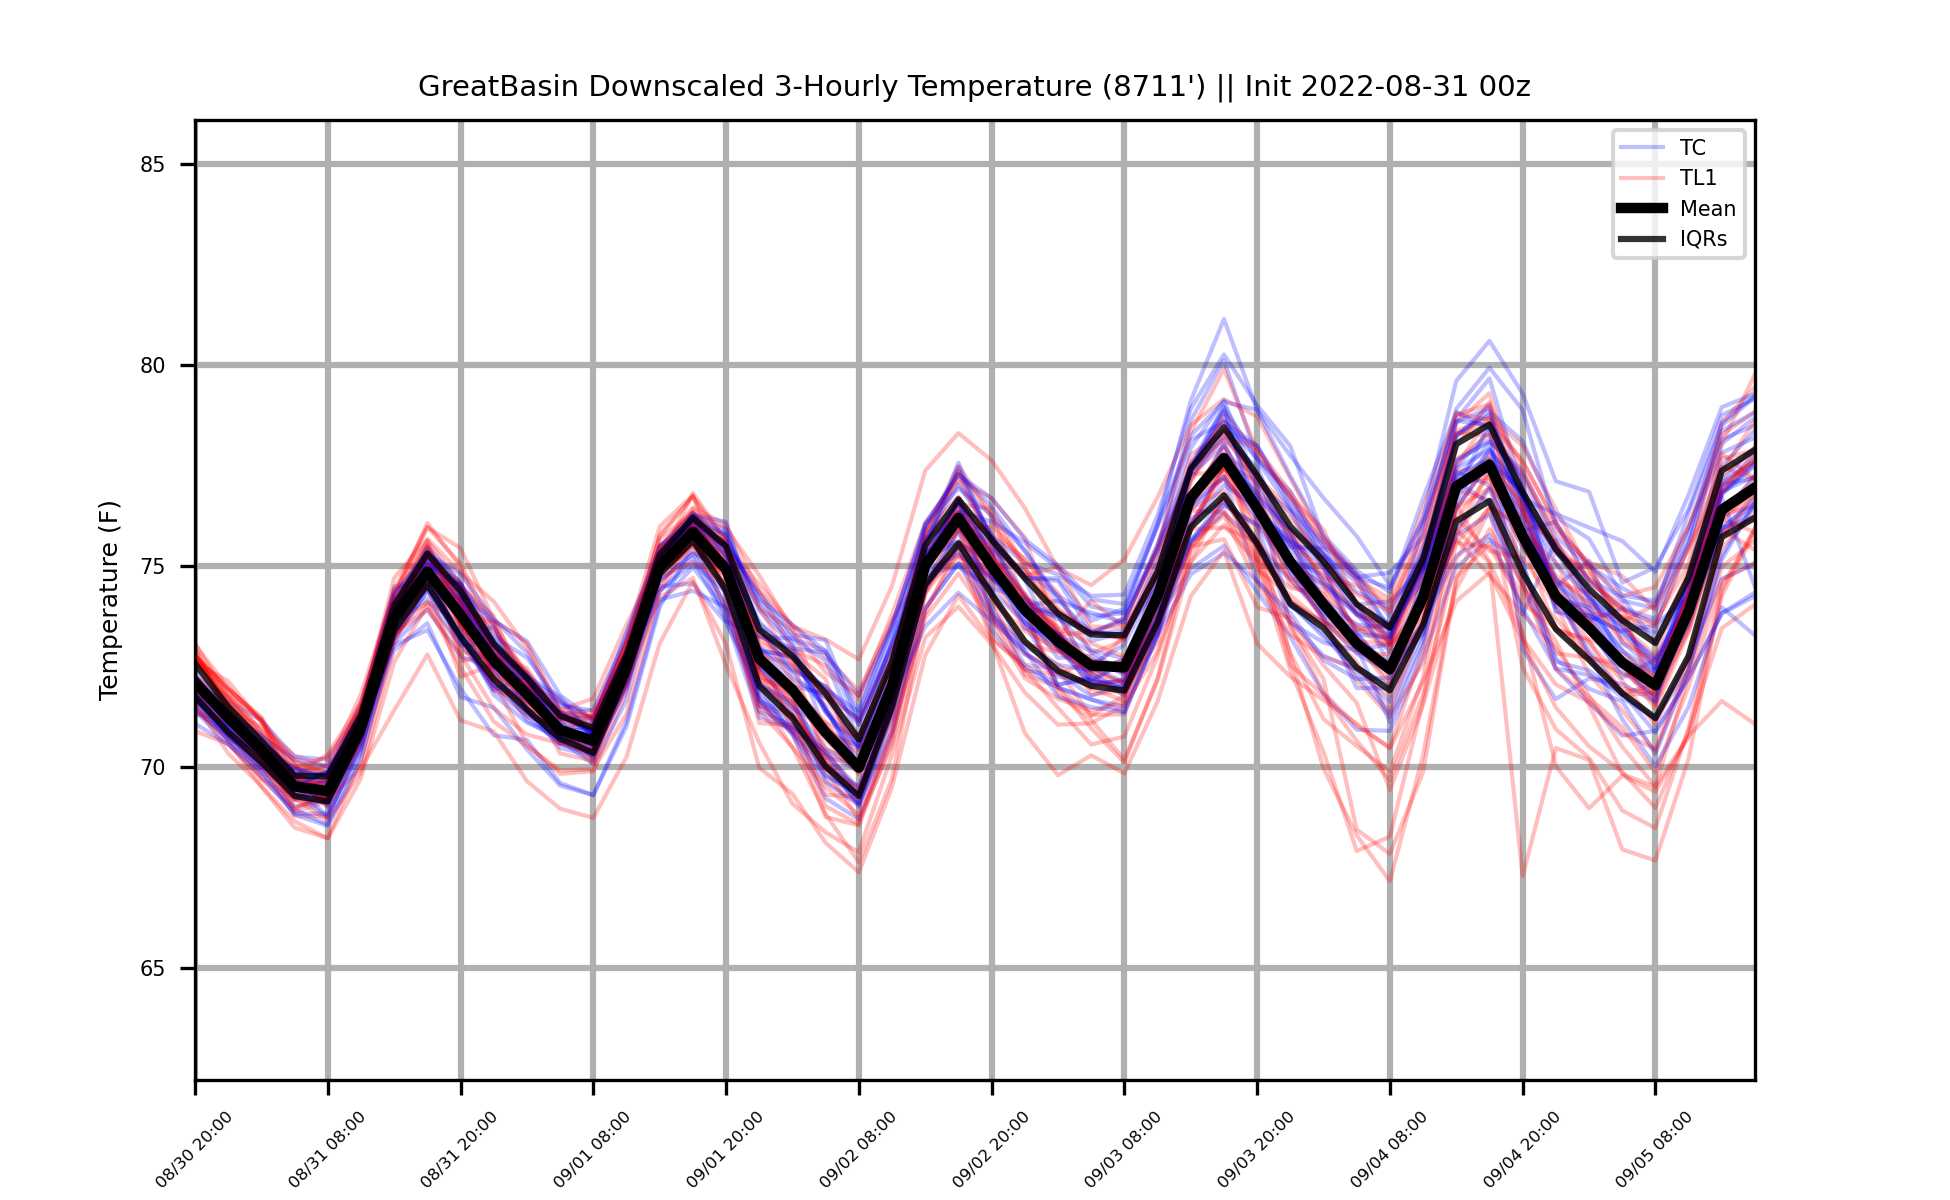 GreatBasin Downscaled 3-Hourly Temperature (8711') || Init 2022-08-31 00z
TC
TL1
Mean
IQRs
Temperature (F)
85
80
75
70
65
08/30 20:00
08/31 08:00
08/31 20:00
09/01 08:00
09/01 20:00
09/02 08:00
09/02 20:00
09/03 08:00
09/03 20:00
09/04 08:00
09/04 20:00
09/05 08:00